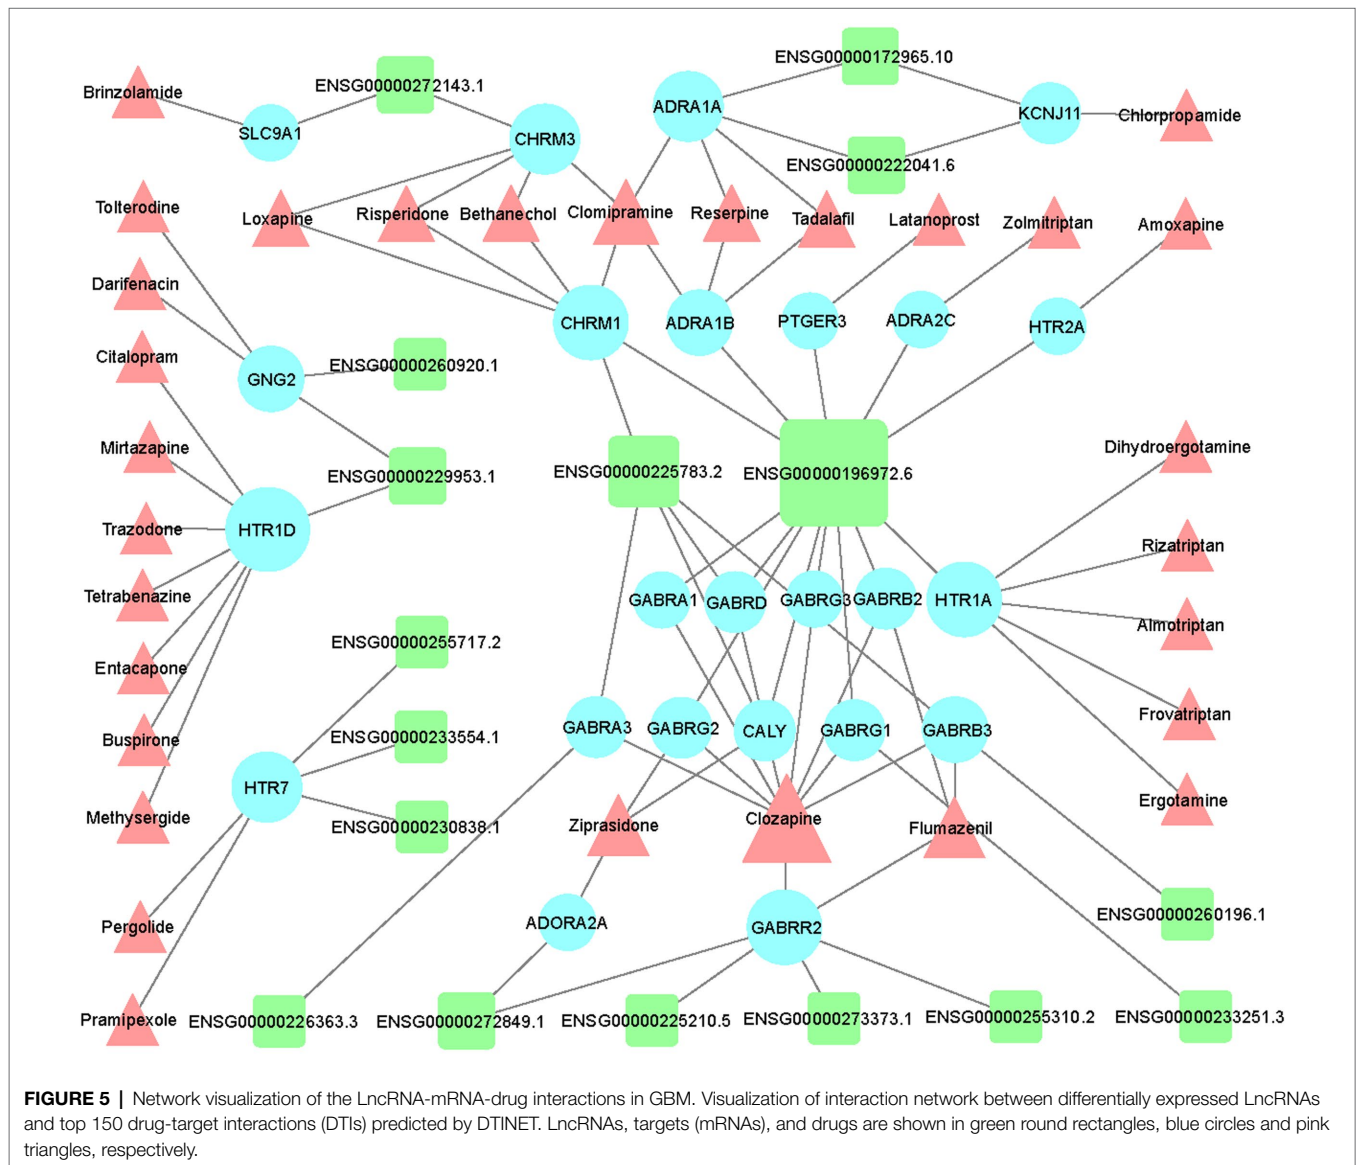 ENSG00000172965.10
ENSG00000272143.1
Brinzolamide
ADRA1A
KCNJ11
Chlorpropamide
SLC9A1
CHRM3
ENSG00000222041.6
Tolterodine
Loxapine
Risperidone
Bethanechol
Clomipramine
Reserpine
Tadalafil
Latanoprost
Zolmitriptan
Amoxapine
Darifenacin
CHRM1
ADRA1B
PTGER3
ADRA2C
HTR2A
Citalopram
GNG2
ENSG00000260920.1
Mirtazapine
ENSG00000229953.1
ENSG00000225783.2
ENSG00000196972.6
Dihydroergotamine
Trazodone
HTR1D
Rizatriptan
Tetrabenazine
GABRA1
GABRD
GABRG3
GABRB2
HTR1A
Almotriptan
ENSG00000255717.2
Entacapone
Buspirone
ENSG00000233554.1
GABRA3
GABRG2
CALY
GABRG1
GABRB3
Frovatriptan
HTR7
Methysergide
ENSG00000230838.1
Ziprasidone
Clozapine
Flumazenil
Ergotamine
Pergolide
ADORA2A
GABRR2
ENSG00000260196.1
Pramipexole
ENSG00000226363.3
ENSG00000272849.1
ENSG00000225210.5
ENSG00000273373.1
ENSG00000255310.2
ENSG00000233251.3
FIGURE 5 | Network visualization of the LncRNA-mRNA-drug interactions in GBM. Visualization of interaction network between differentially expressed LncRNAs
and top 150 drug-target interactions (DTIs) predicted by DTINET. LncRNAs, targets (mRNAs), and drugs are shown in green round rectangles, blue circles and pink
triangles, respectively.